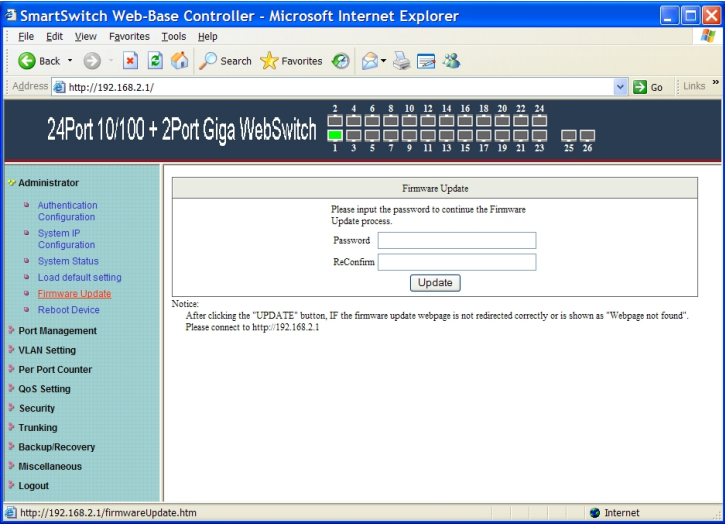 SmartSwitch Web-Base Controller - Microsoft Internet Explorer
File Edit View Favorites Tools Help
Back Search Favorites
Address http://192.168.2.1/ Go Links »
2 4 6 8 10 12 14 16 18 20 22 24
24Port 10/100 + 2Port Giga WebSwitch
1 3 5 7 9 11 13 15 17 19 21 23 25 26
Administrator
Authentication
Configuration
System IP
Configuration
System Status
Load default setting
Firmware Update
Reboot Device
Port Management
VLAN Setting
Per Port Counter
QoS Setting
Security
Trunking
Backup/Recovery
Miscellaneous
Logout
Firmware Update
Please input the password to continue the Firmware
Update process.
Password
ReConfirm
Update
Notice:
After clicking the "UPDATE" button, IF the firmware update webpage is not redirected correctly or is shown as "Webpage not found".
Please connect to http://192.168.2.1
http://192.168.2.1/firmwareUpdate.htm Internet